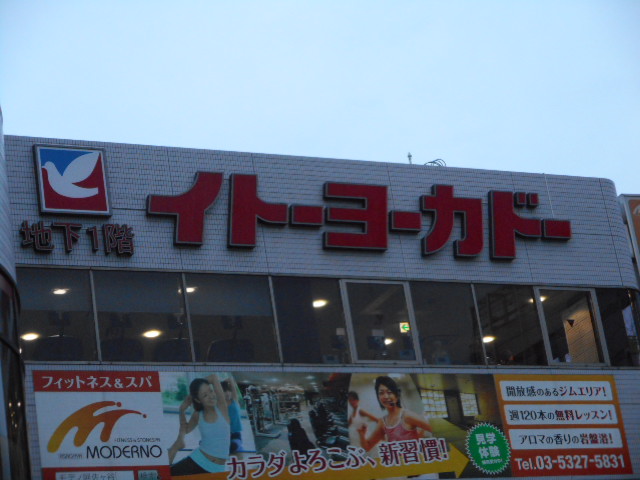 イトーヨーカドー
地下1階
フィットネス&スパ
MODERNO
カラダよろこぶ、新習慣!
見学
体験
開放感のあるジムエリア!
週120本の無料レッスン!
アロマの香りの岩盤浴!
Tel.03-5327-5831